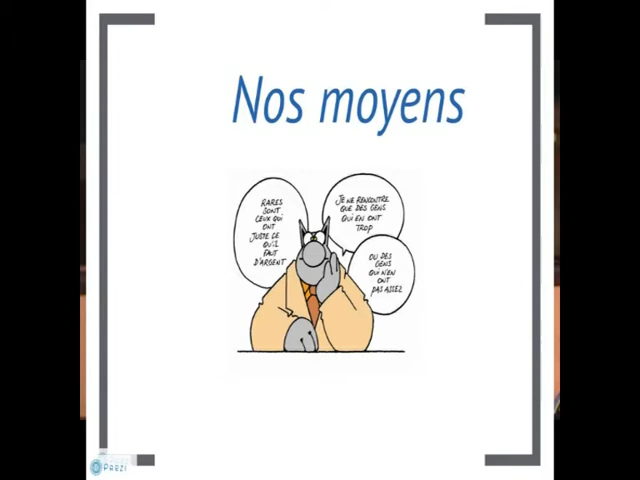 Nos moyens
RARES
SONT
CEUX QUI
ONT
JUSTE CE
QU'IL
FAUT
D'ARGENT
JE NE RENCONTRE
QUE DES GENS
QUI EN ONT
TROP
OU DES
GENS
QUI N'EN
ONT
PAS ASSEZ